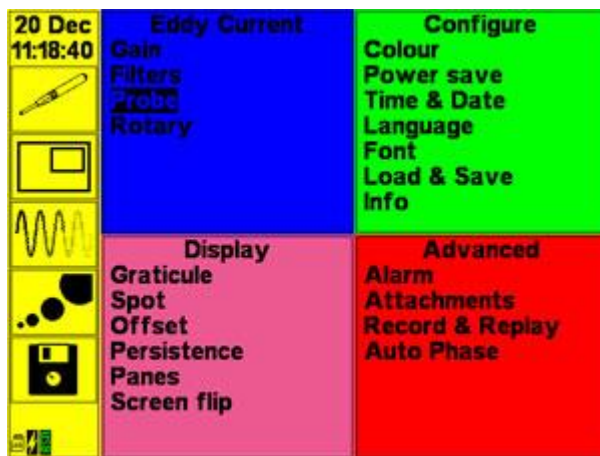 20 Dec
11:18:40
Eddy Current
Gain
Filters
Probe
Rotary
Configure
Colour
Power save
Time & Date
Language
Font
Load & Save
Info
Display
Graticule
Spot
Offset
Persistence
Panes
Screen flip
Advanced
Alarm
Attachments
Record & Replay
Auto Phase